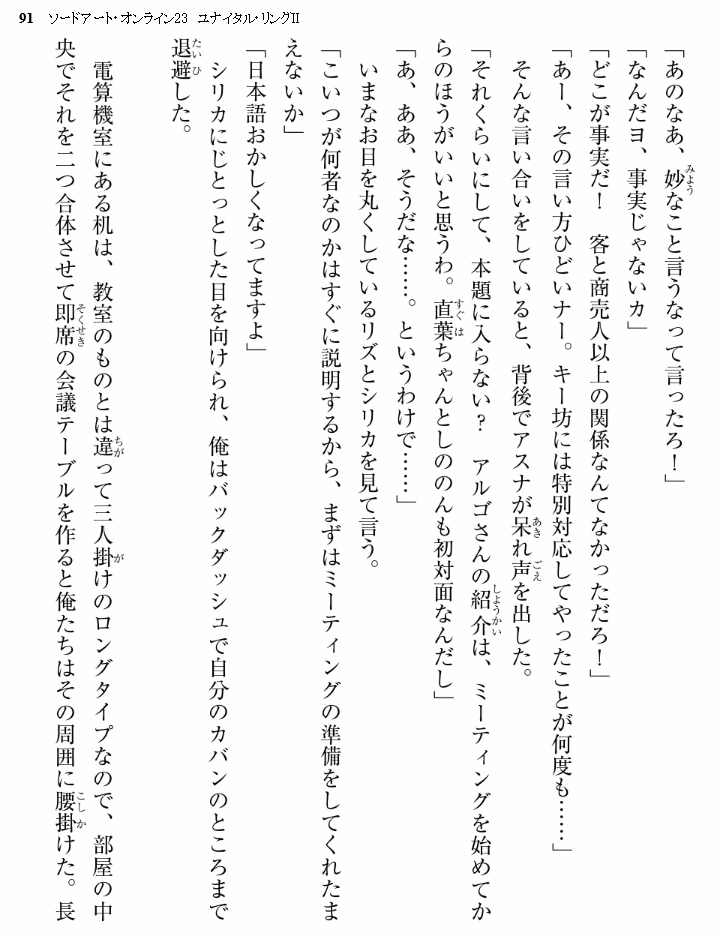 91 ソードアート・オンライン23 ユナイタル・リングⅡ
「あのなあ、妙なこと言うなって言ったろ！」
「なんだヨ、事実じゃないカ」
「どこが事実だ！　客と商売人以上の関係なんてなかっただろ！」
「あー、その言い方ひどいナー。キー坊には特別対応してやったことが何度も……」
そんな言い合いをしていると、背後でアスナが呆れ声を出した。
「それくらいにして、本題に入らない？　アルゴさんの紹介は、ミーティングを始めてか
らのほうがいいと思うわ。直葉ちゃんとしののんも初対面なんだし」
「あ、ああ、そうだな……。というわけで……」
いまなお目を丸くしているリズとシリカを見て言う。
「こいつが何者なのかはすぐに説明するから、まずはミーティングの準備をしてくれたま
えないか」
「日本語おかしくなってますよ」
シリカにじとっとした目を向けられ、俺はバックダッシュで自分のカバンのところまで
退避した。
電算機室にある机は、教室のものとは違って三人掛けのロングタイプなので、部屋の中
央でそれを二つ合体させて即席の会議テーブルを作ると俺たちはその周囲に腰掛けた。長